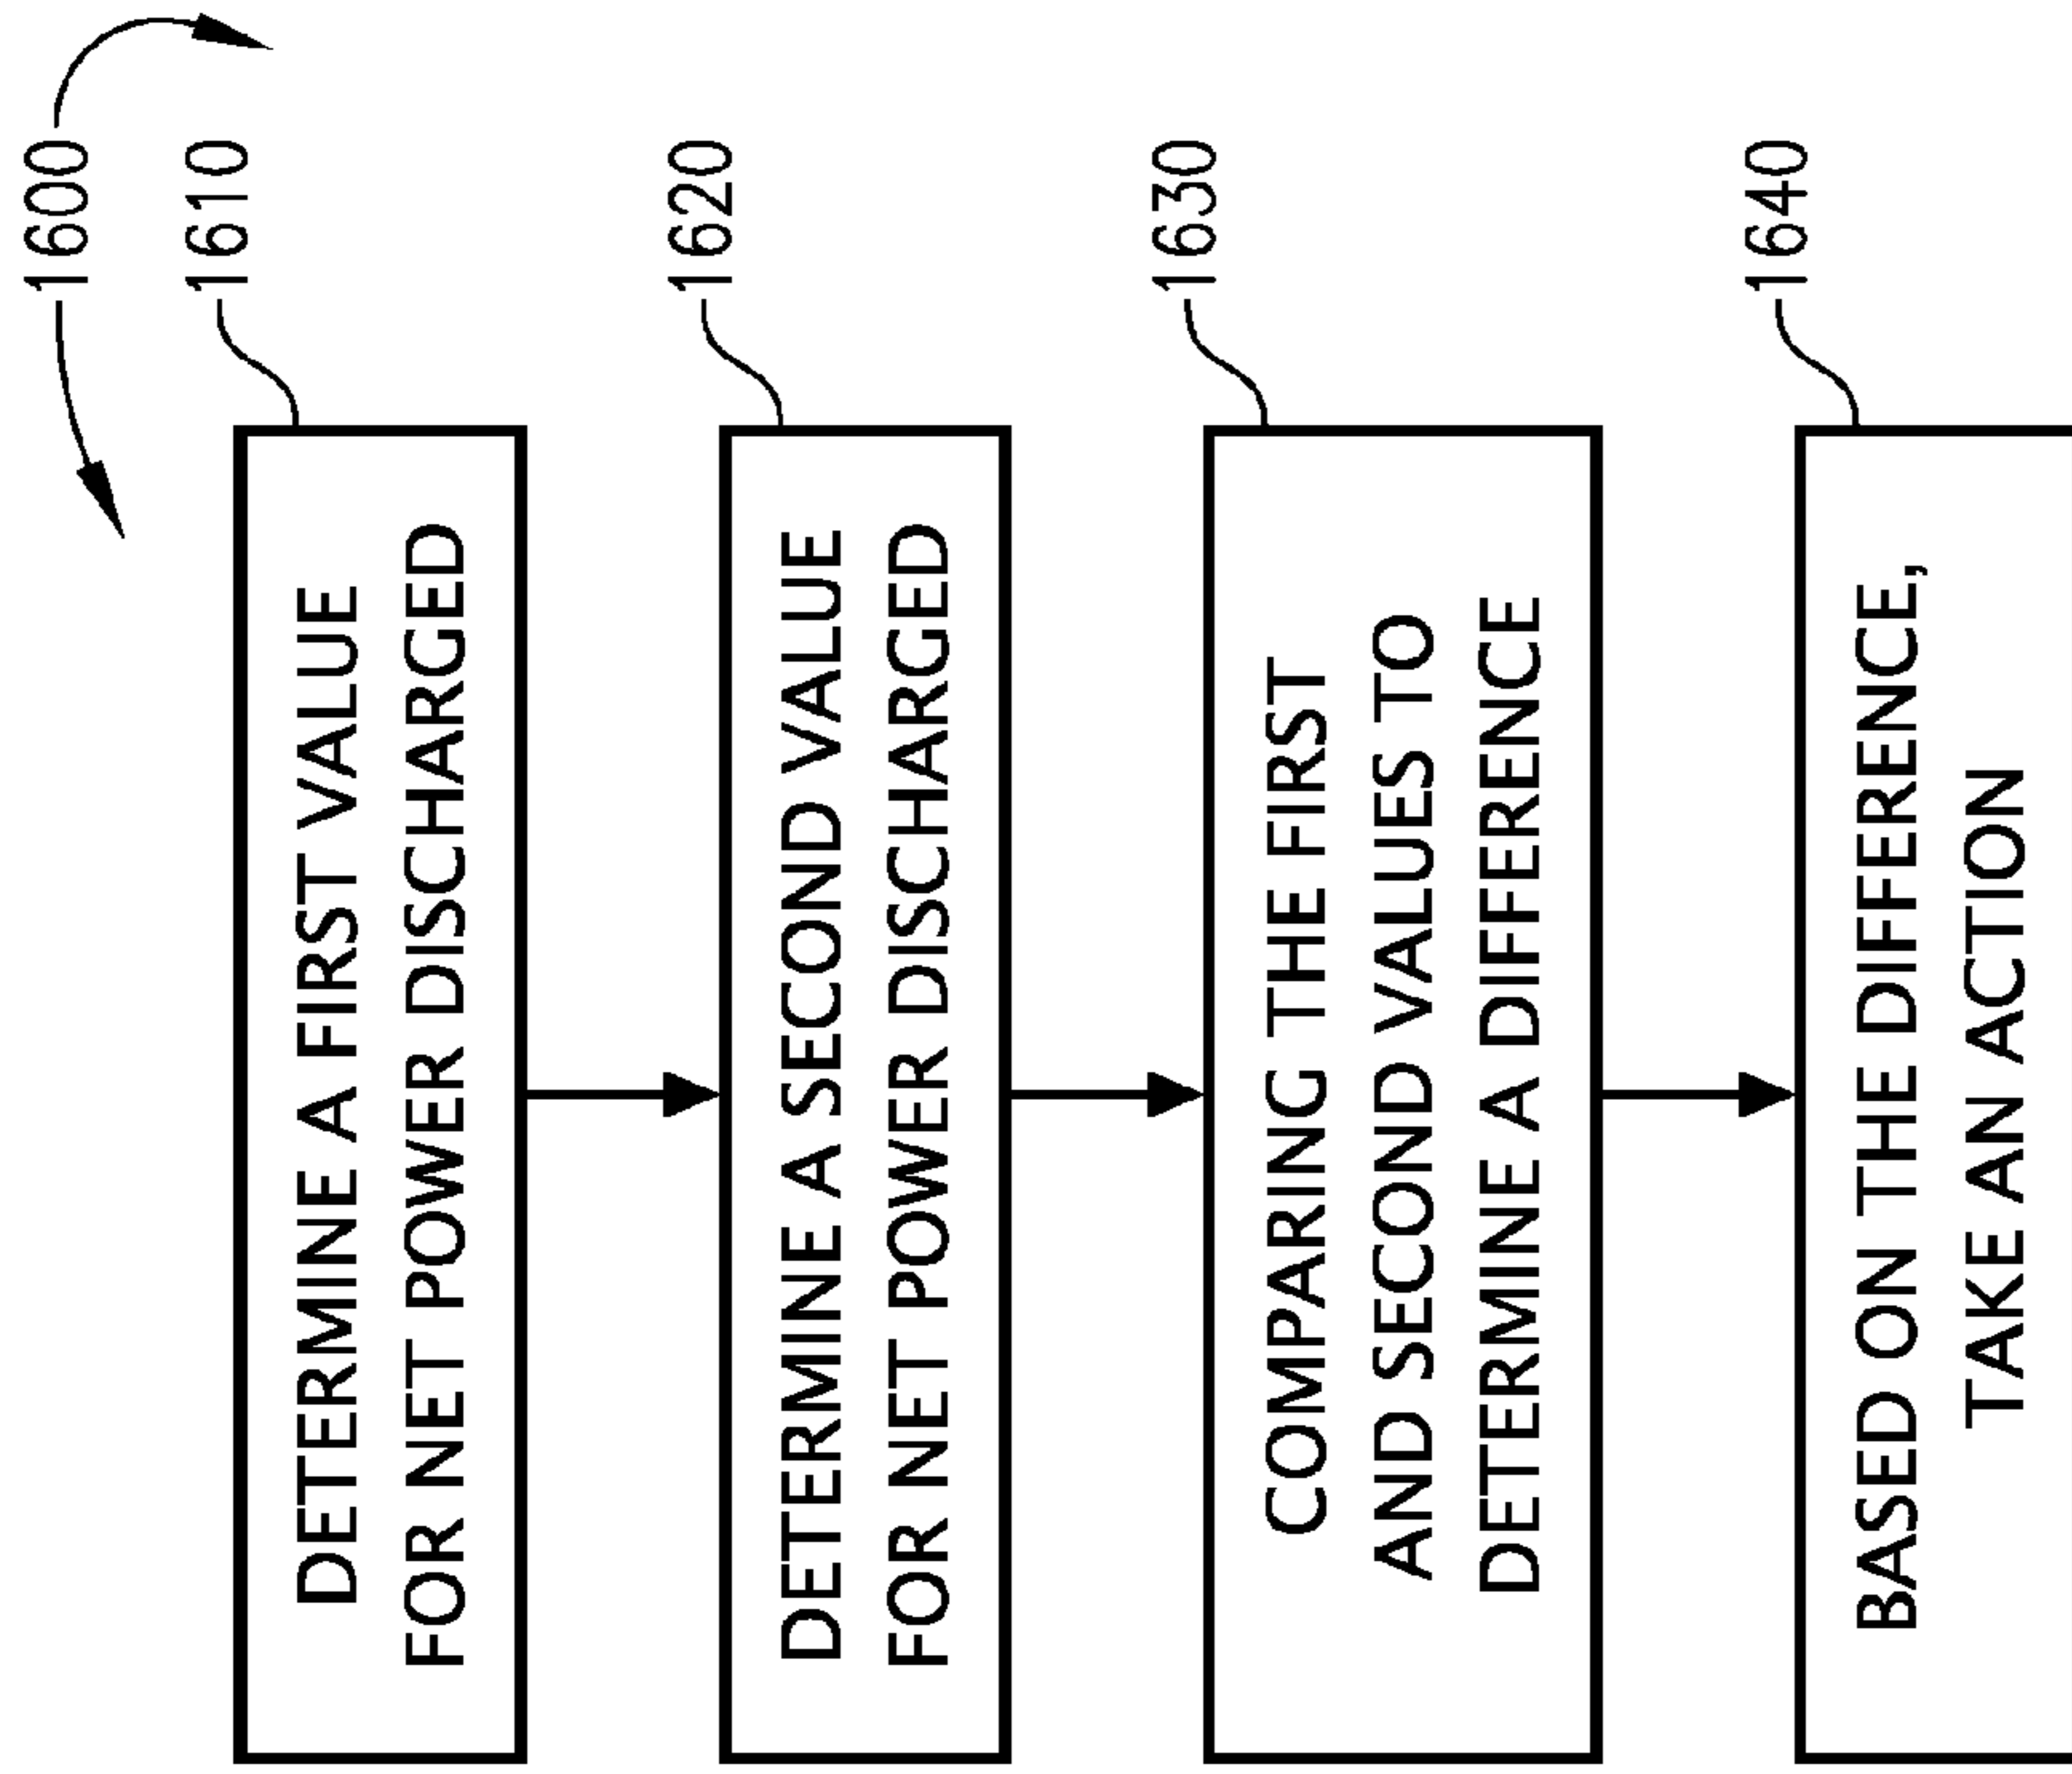 1600
1610
DETERMINE A FIRST VALUE
FOR NET POWER DISCHARGED
1620
DETERMINE A SECOND VALUE
FOR NET POWER DISCHARGED
1630
COMPARING THE FIRST
AND SECOND VALUES TO
DETERMINE A DIFFERENCE
1640
BASED ON THE DIFFERENCE,
TAKE AN ACTION